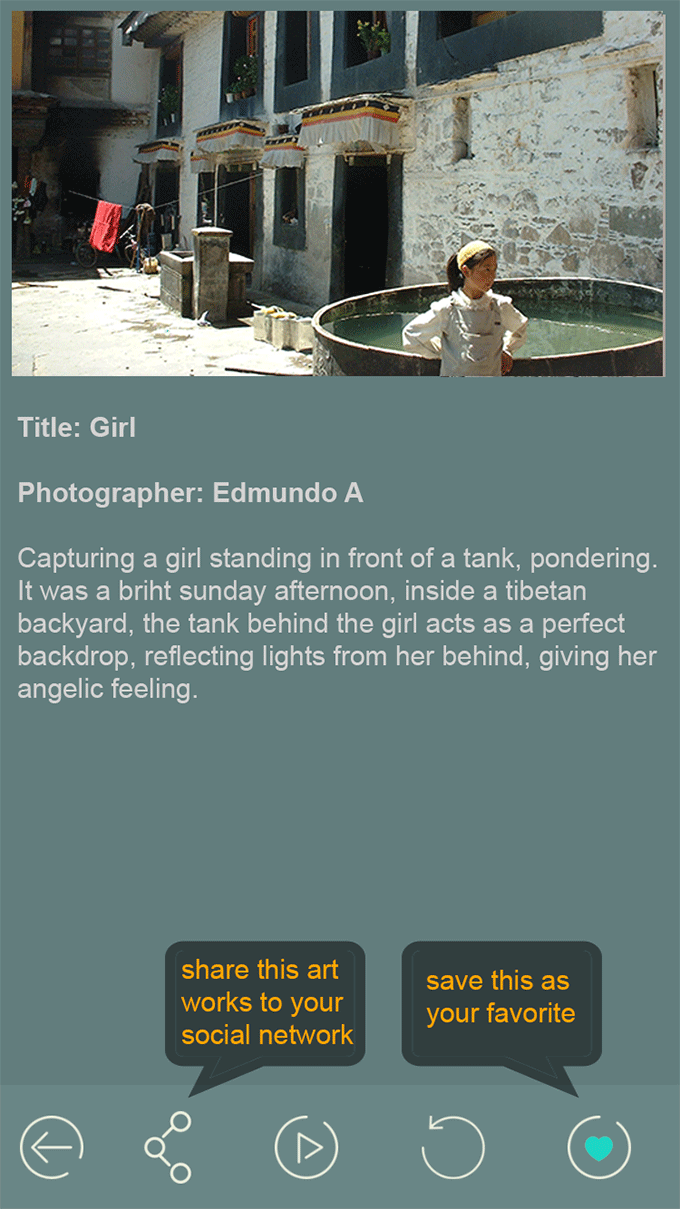 Title: Girl
Photographer: Edmundo A
Capturing a girl standing in front of a tank, pondering.
It was a briht sunday afternoon, inside a tibetan
backyard, the tank behind the girl acts as a perfect
backdrop, reflecting lights from her behind, giving her
angelic feeling.
share this art
works to your
social network
save this as
your favorite